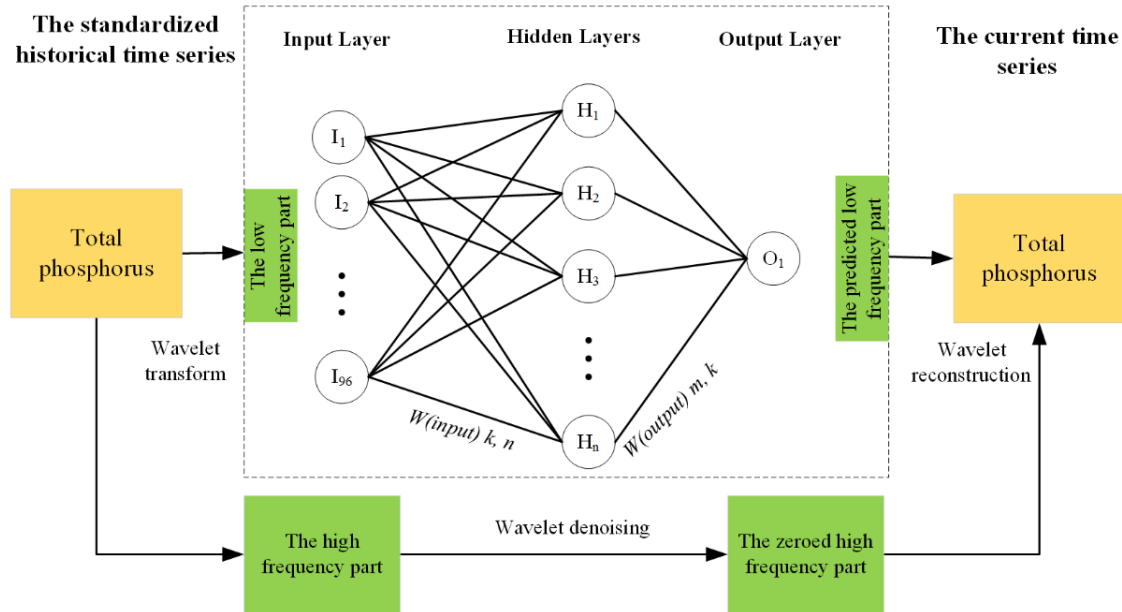 The standardized
historical time series
Input Layer
Hidden Layers
Output Layer
The current time
series
I1
I2
I96
H1
H2
H3
Hn
O1
Total
phosphorus
The low
frequency part
The predicted low
frequency part
Total
phosphorus
Wavelet
transform
W(input) k, n
W(output) m, k
Wavelet
reconstruction
The high
frequency part
Wavelet denoising
The zeroed high
frequency part